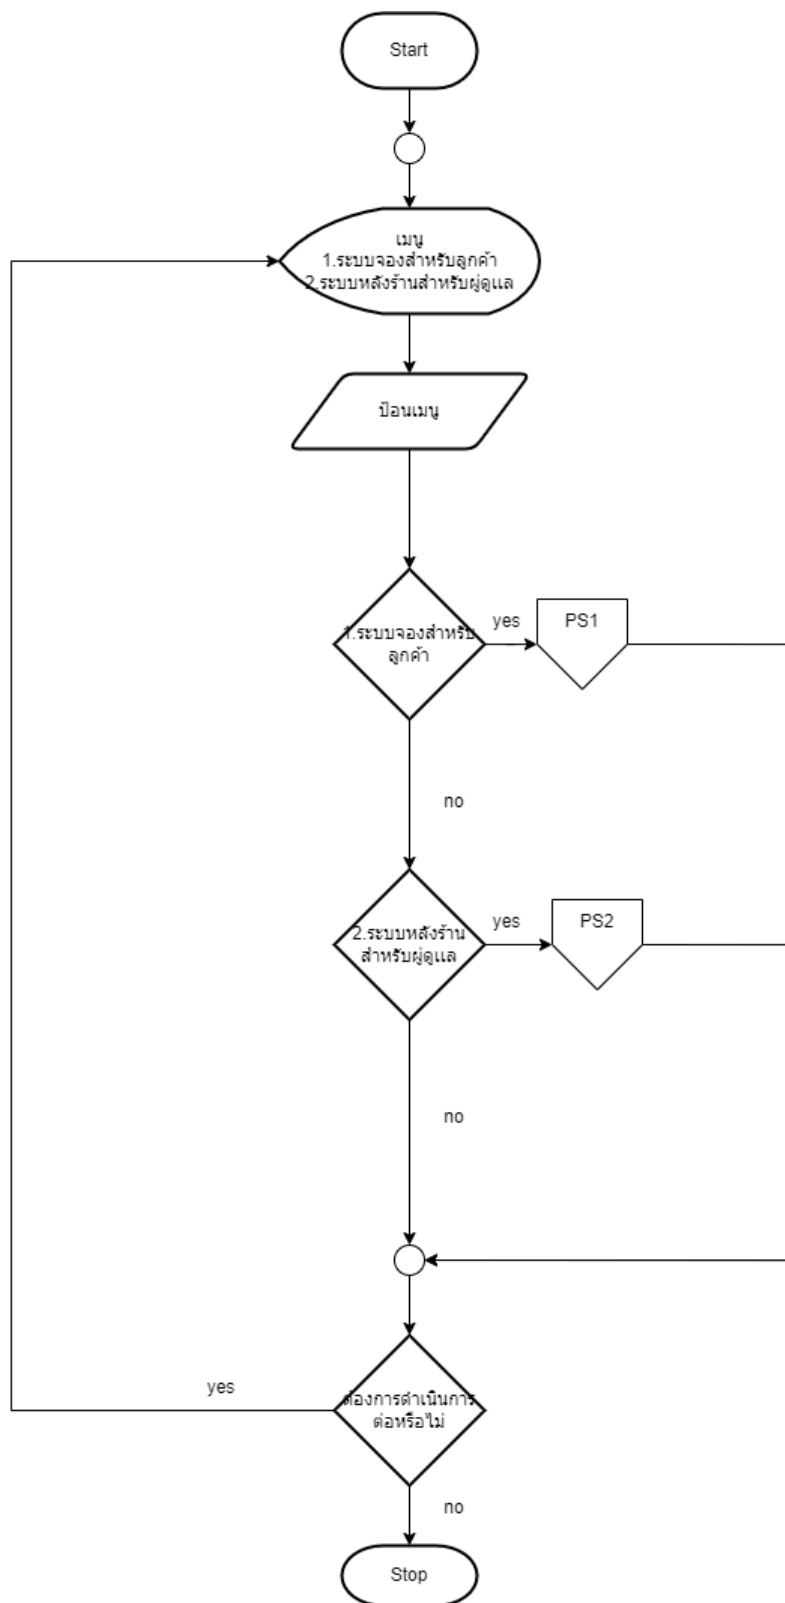 Start
เมนู
1.ระบบจองสำหรับลูกค้า
2.ระบบหลังร้านสำหรับผู่ดูแล
ป้อนเมนู
1.ระบบจองสำหรับ
ลูกค้า
yes
PS1
no
2.ระบบหลังร้าน
สำหรับผู่ดูแล
yes
PS2
no
ต้องการดำเนินการ
ต่อหรือไม่
yes
no
Stop